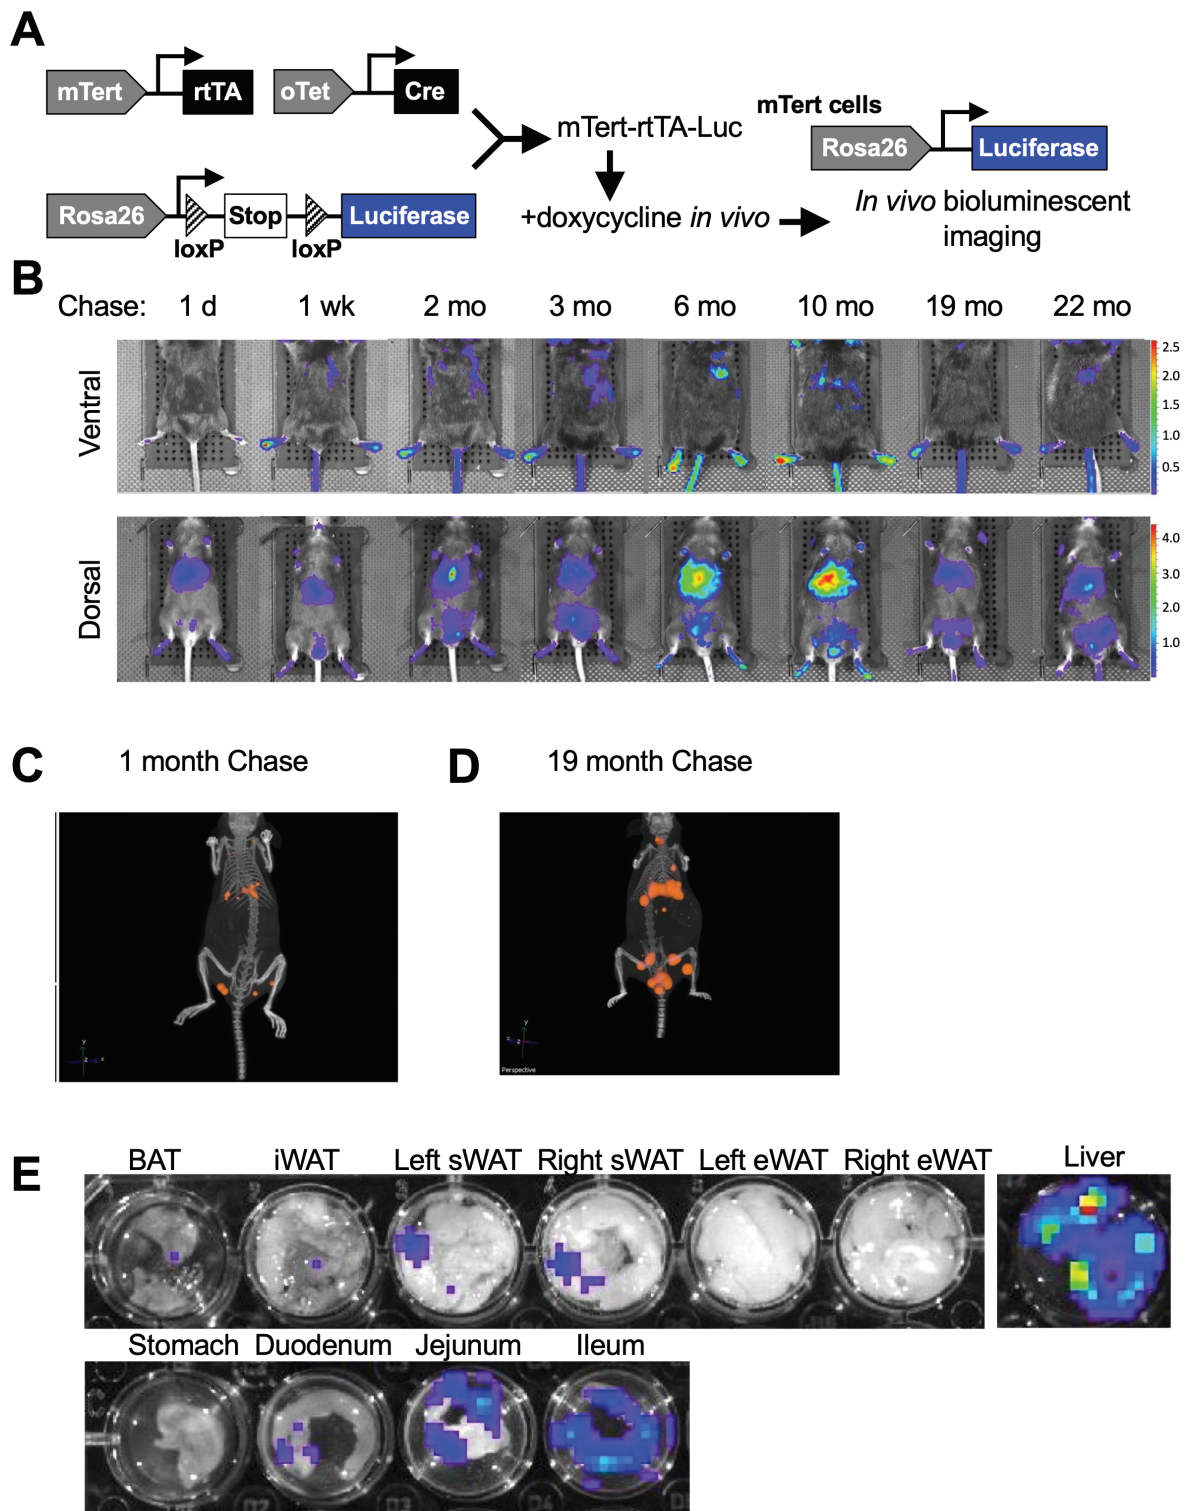 A
mTert rtTA oTet Cre
mTert-rtTA-Luc
mTert cells
Rosa26 Luciferase
Rosa26 Stop Luciferase
loxP loxP
+doxycycline in vivo
In vivo bioluminescent
imaging
B
Chase: 1 d 1 wk 2 mo 3 mo 6 mo 10 mo 19 mo 22 mo
Ventral
2.5
2.0
1.5
1.0
0.5
Dorsal
4.0
3.0
2.0
1.0
C 1 month Chase
D 19 month Chase
y
z x
y
x z
Perspective
E
BAT iWAT Left sWAT Right sWAT Left eWAT Right eWAT Liver
Stomach Duodenum Jejunum Ileum
D2 D3 D4